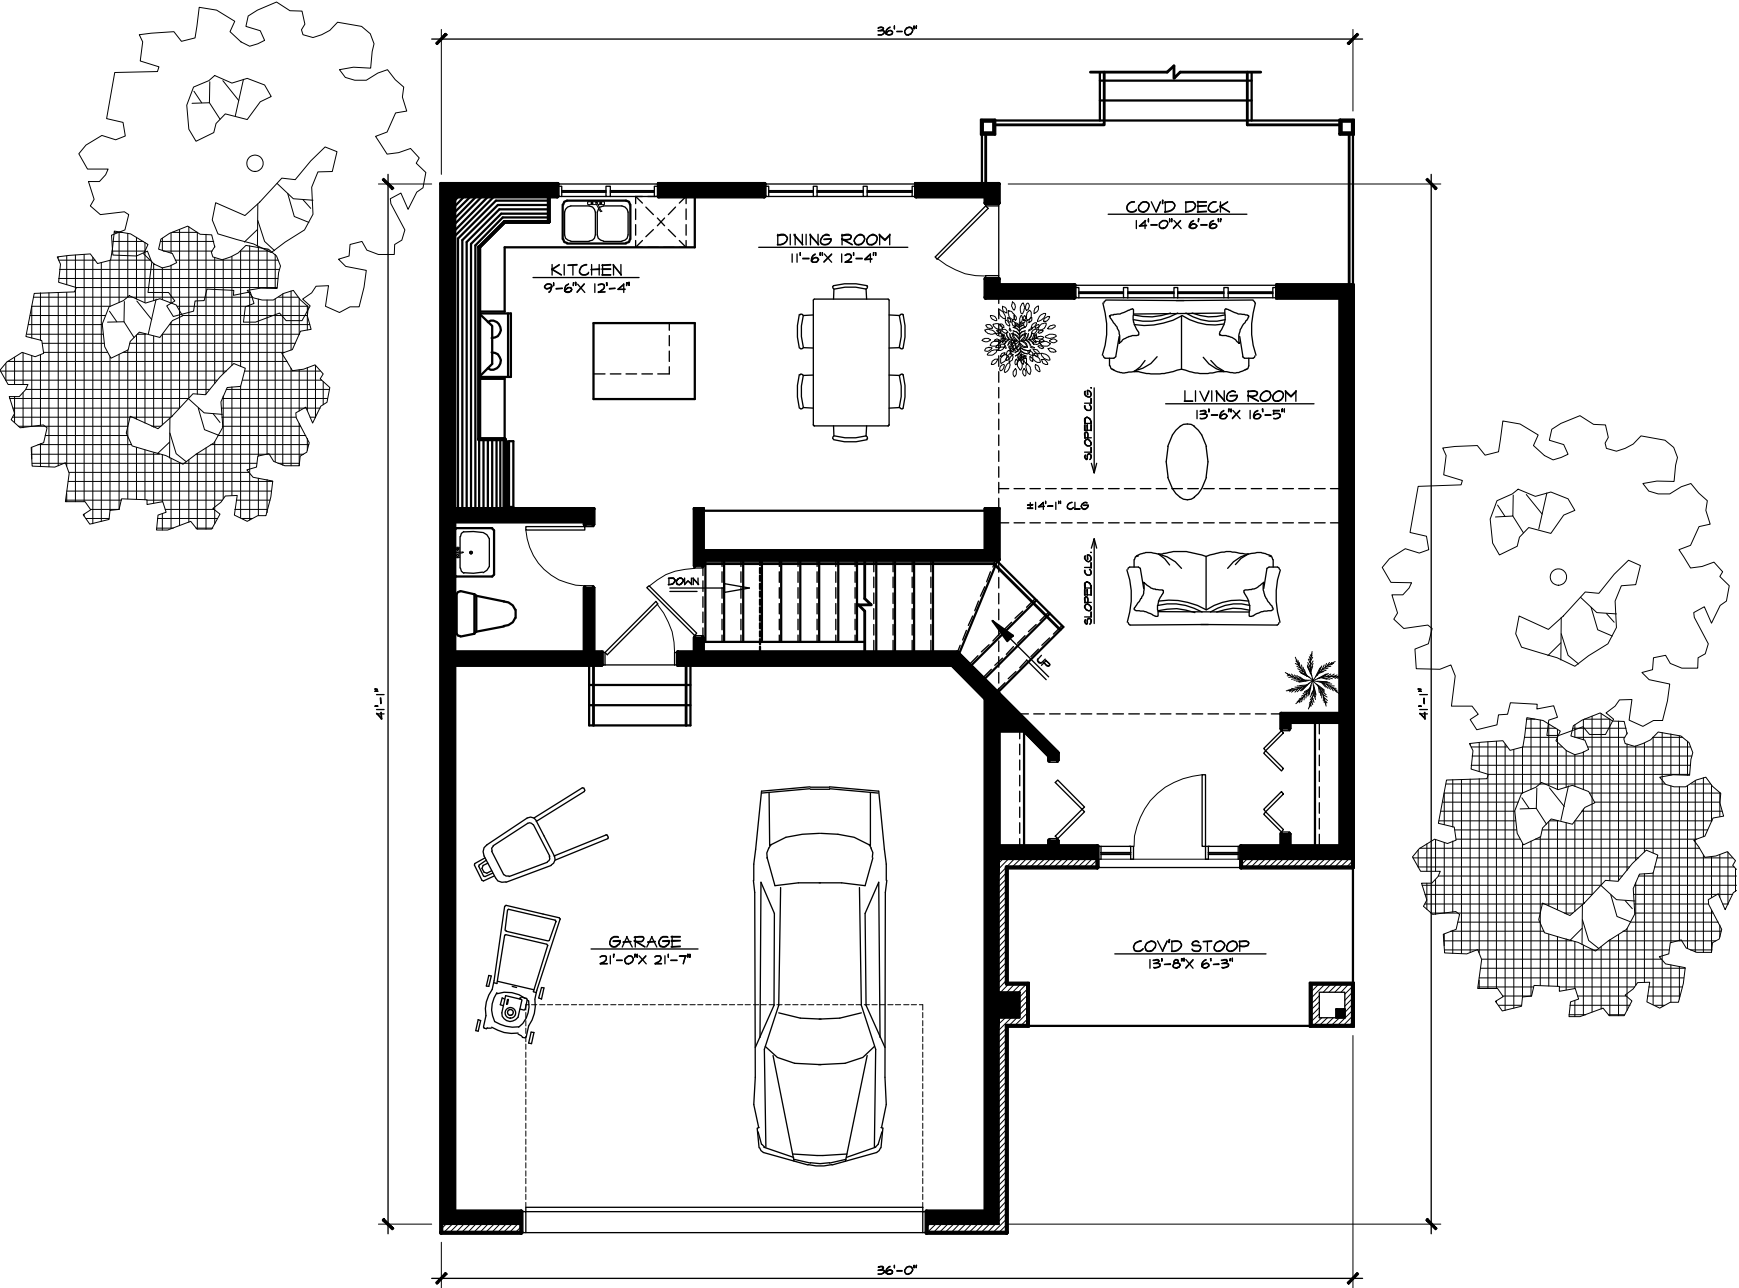 36'-0"
COV'D DECK
14'-0"X 6'-6"
DINING ROOM
11'-6"X 12'-4"
KITCHEN
9'-6"X 12'-4"
LIVING ROOM
13'-6"X 16'-5"
SLOPED CLG.
±14'-1" CLG
SLOPED CLG.
DOWN
UP
41'-1"
41'-1"
GARAGE
21'-0"X 21'-7"
COV'D STOOP
13'-8"X 6'-3"
36'-0"